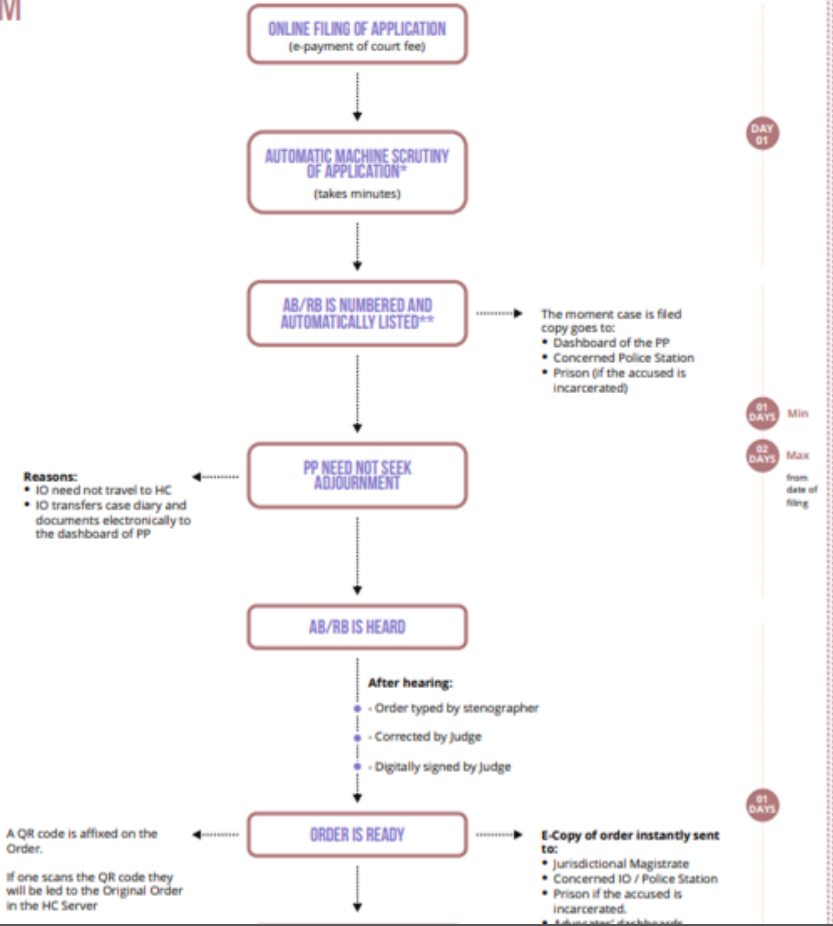 M
ONLINE FILING OF APPLICATION
(e-payment of court fee)
DAY
01
AUTOMATIC MACHINE SCRUTINY
OF APPLICATION*
(takes minutes)
AB/RB IS NUMBERED AND
AUTOMATICALLY LISTED**
The moment case is filed
copy goes to:
• Dashboard of the PP
• Concerned Police Station
• Prison (if the accused is
incarcerated)
01
DAYS
Min
02
DAYS
Max
from
date of
filing
PP NEED NOT SEEK
ADJOURNMENT
Reasons:
• IO need not travel to HC
• IO transfers case diary and
documents electronically to
the dashboard of PP
AB/RB IS HEARD
After hearing:
- Order typed by stenographer
- Corrected by Judge
- Digitally signed by Judge
01
DAYS
ORDER IS READY
A QR code is affixed on the
Order.
If one scans the QR code they
will be led to the Original Order
in the HC Server
E-Copy of order instantly sent
to:
• Jurisdictional Magistrate
• Concerned IO / Police Station
• Prison if the accused is
incarcerated.
• Advocates' dashboards